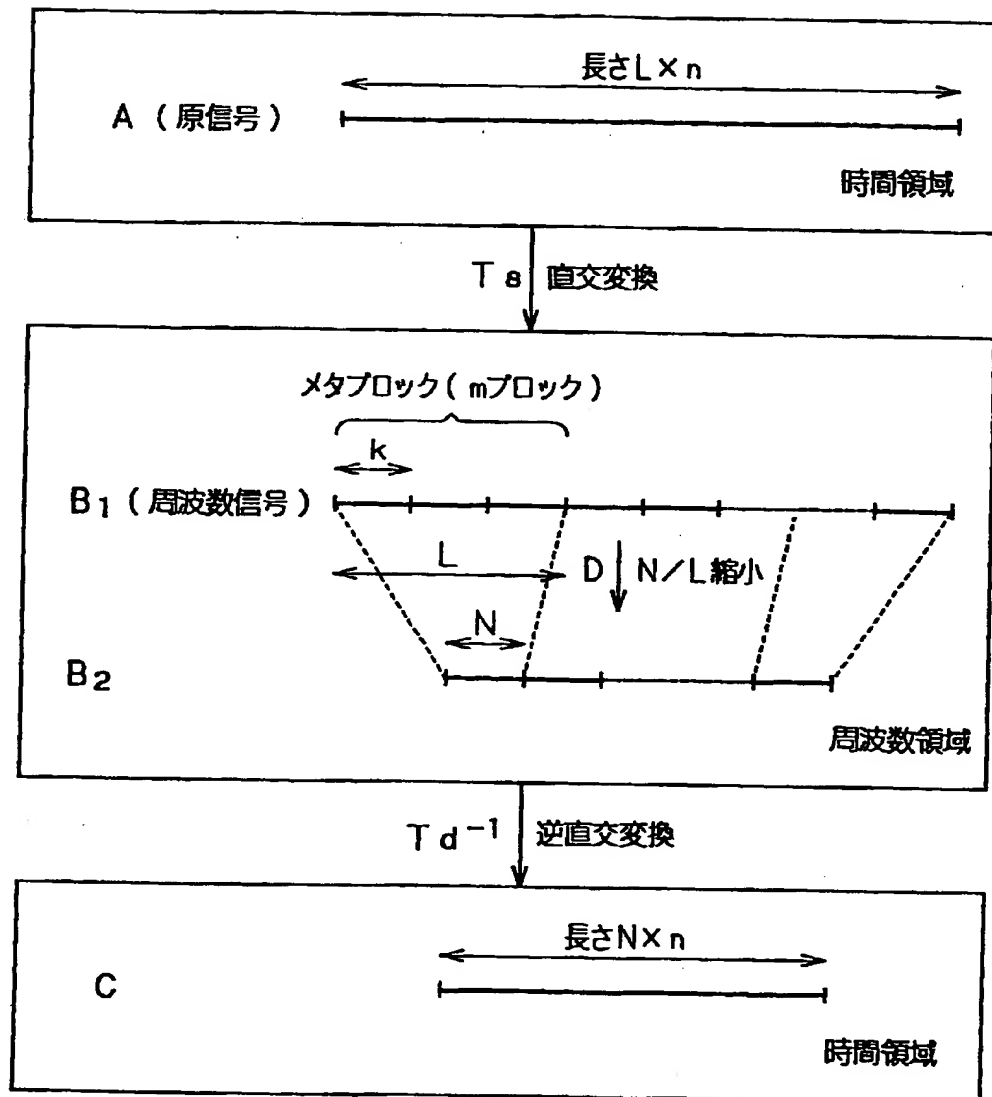 長さL×n
A (原信号)
時間領域
Ts 直交変換
メタブロック(mブロック)
k
B1 (周波数信号)
L
D N/L縮小
N
B2
周波数領域
Td-1 逆直交変換
長さN×n
C
時間領域